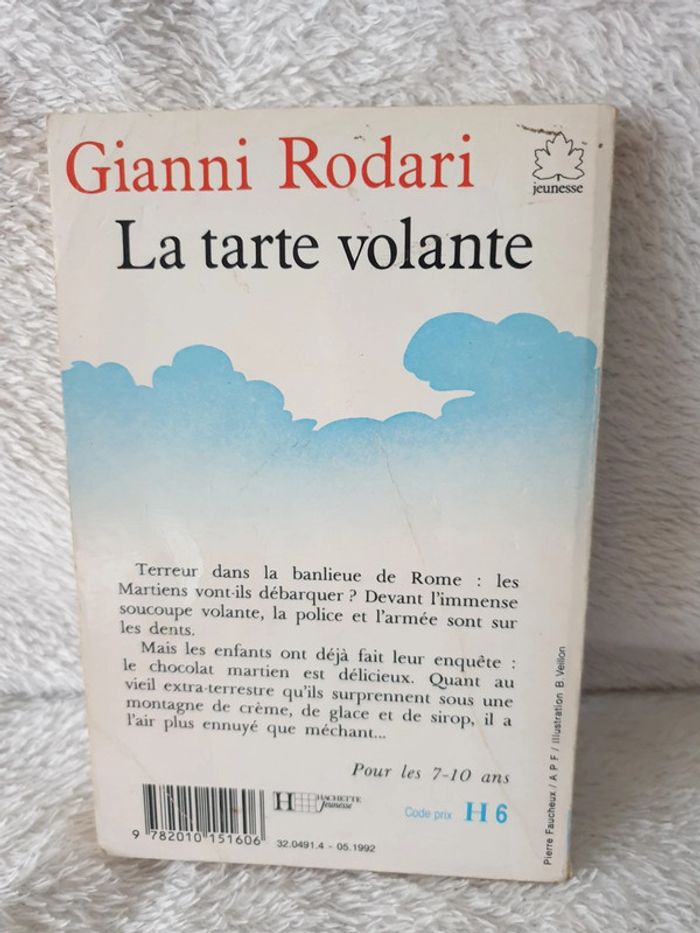 Gianni Rodari
jeunesse
La tarte volante
Terreur dans la banlieue de Rome : les
Martiens vont-ils débarquer ? Devant l'immense
soucoupe volante, la police et l'armée sont sur
les dents.
Mais les enfants ont déjà fait leur enquête :
le chocolat martien est délicieux. Quant au
vieil extra-terrestre qu'ils surprennent sous une
montagne de crème, de glace et de sirop, il a
l'air plus ennuyé que méchant...
Pour les 7-10 ans
H HACHETTE
Jeunesse
Code prix H 6
9 782010 151606
32.0491.4 - 05.1992
Pierre Faucheux / A P F / Illustration B. Veillon